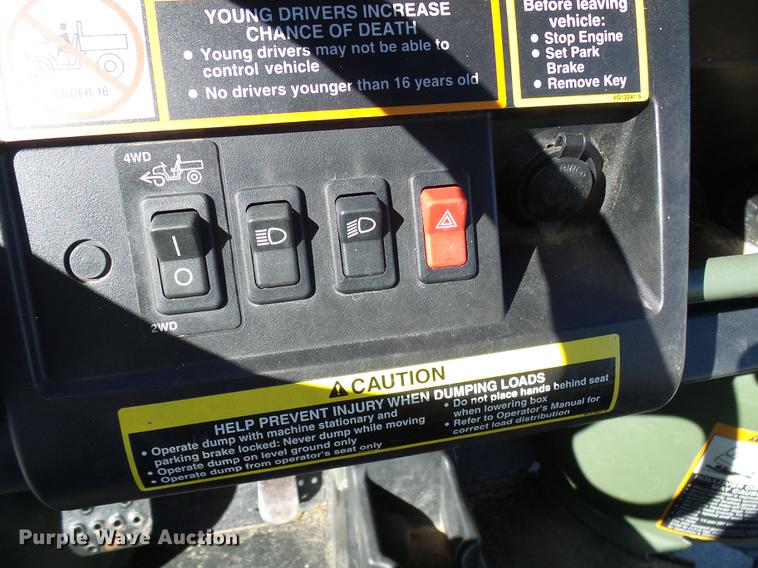 YOUNG DRIVERS INCREASE
CHANCE OF DEATH
• Young drivers may not be able to
control vehicle
• No drivers younger than 16 years old
UNDER 16
Before leaving
vehicle:
• Stop Engine
• Set Park
Brake
• Remove Key
4WD
I
O
2WD
CAUTION
HELP PREVENT INJURY WHEN DUMPING LOADS
• Operate dump with machine stationary and
parking brake locked: Never dump while moving
• Operate dump on level ground only
• Operate dump from operator's seat only
• Do not place hands behind seat
when lowering box
• Refer to Operator's Manual for
correct load distribution
Purple Wave Auction